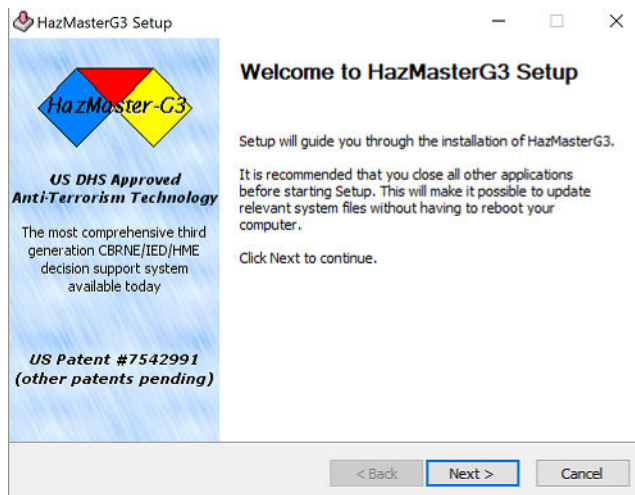 HazMasterG3 Setup
HazMaster-G3
US DHS Approved
Anti-Terrorism Technology
The most comprehensive third
generation CBRNE/IED/HME
decision support system
available today
US Patent #7542991
(other patents pending)
Welcome to HazMasterG3 Setup
Setup will guide you through the installation of HazMasterG3.
It is recommended that you close all other applications
before starting Setup. This will make it possible to update
relevant system files without having to reboot your
computer.
Click Next to continue.
< Back
Next >
Cancel